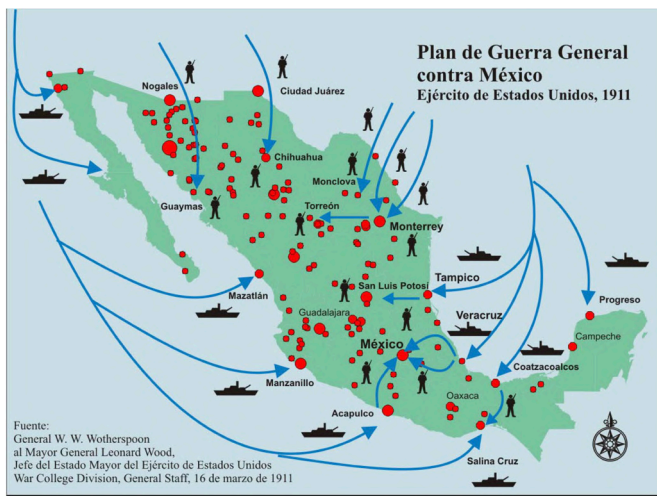 Plan de Guerra General
contra México
Ejército de Estados Unidos, 1911
Nogales
Ciudad Juárez
Chihuahua
Monclova
Guaymas
Torreón
Monterrey
Mazatlán
San Luis Potosí
Tampico
Progreso
Guadalajara
Veracruz
Campeche
México
Coatzacoalcos
Manzanillo
Oaxaca
Acapulco
Salina Cruz
Fuente:
General W. W. Wotherspoon
al Mayor General Leonard Wood,
Jefe del Estado Mayor del Ejército de Estados Unidos
War College Division, General Staff, 16 de marzo de 1911